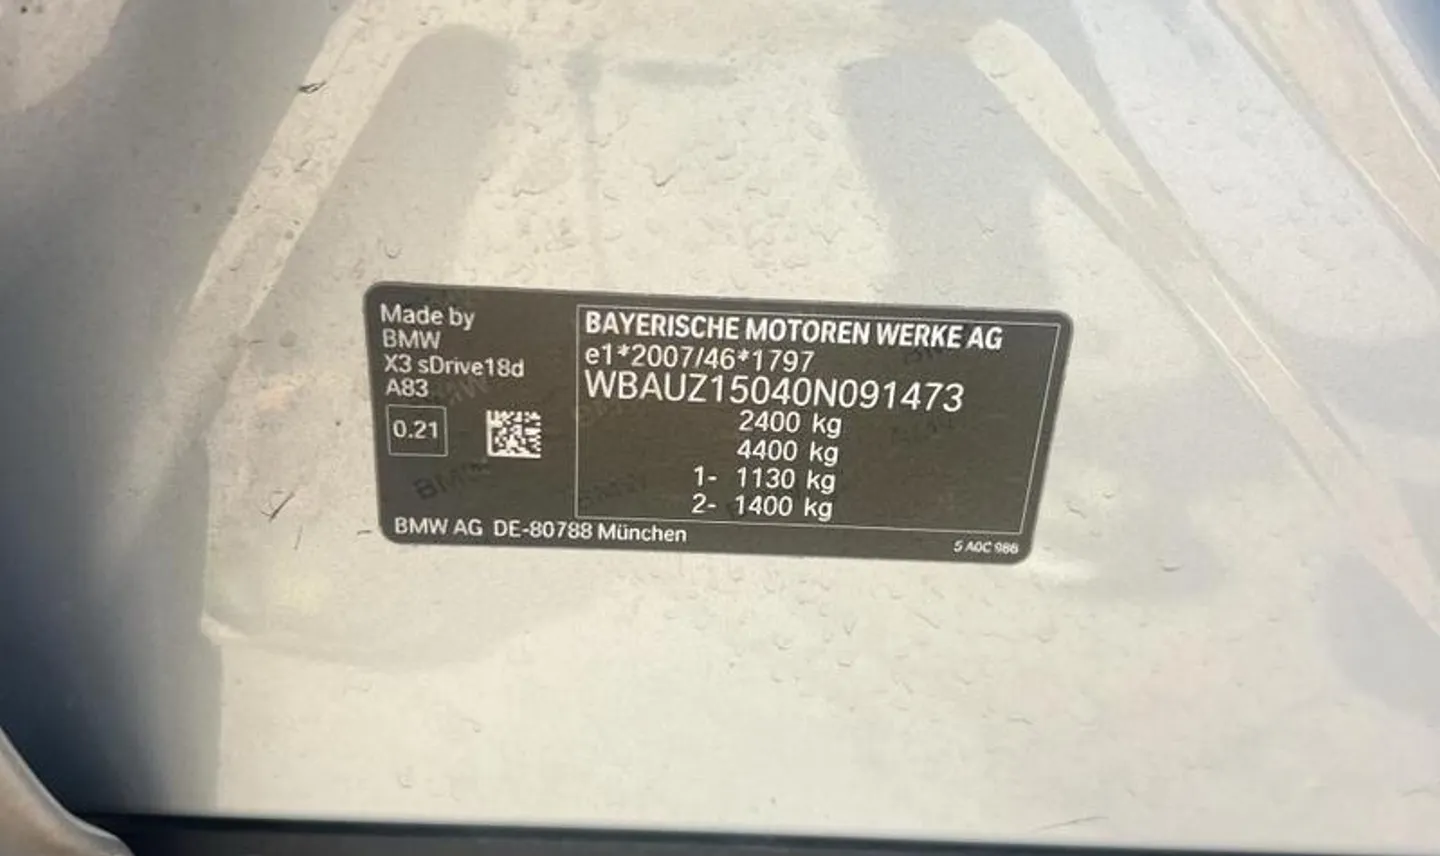 Made by
BMW
X3 sDrive18d
A83
0.21
BAYERISCHE MOTOREN WERKE AG
e1*2007/46*1797
WBAUZ15040N091473
2400 kg
4400 kg
1- 1130 kg
2- 1400 kg
BMW AG DE-80788 München
5 A0C 986